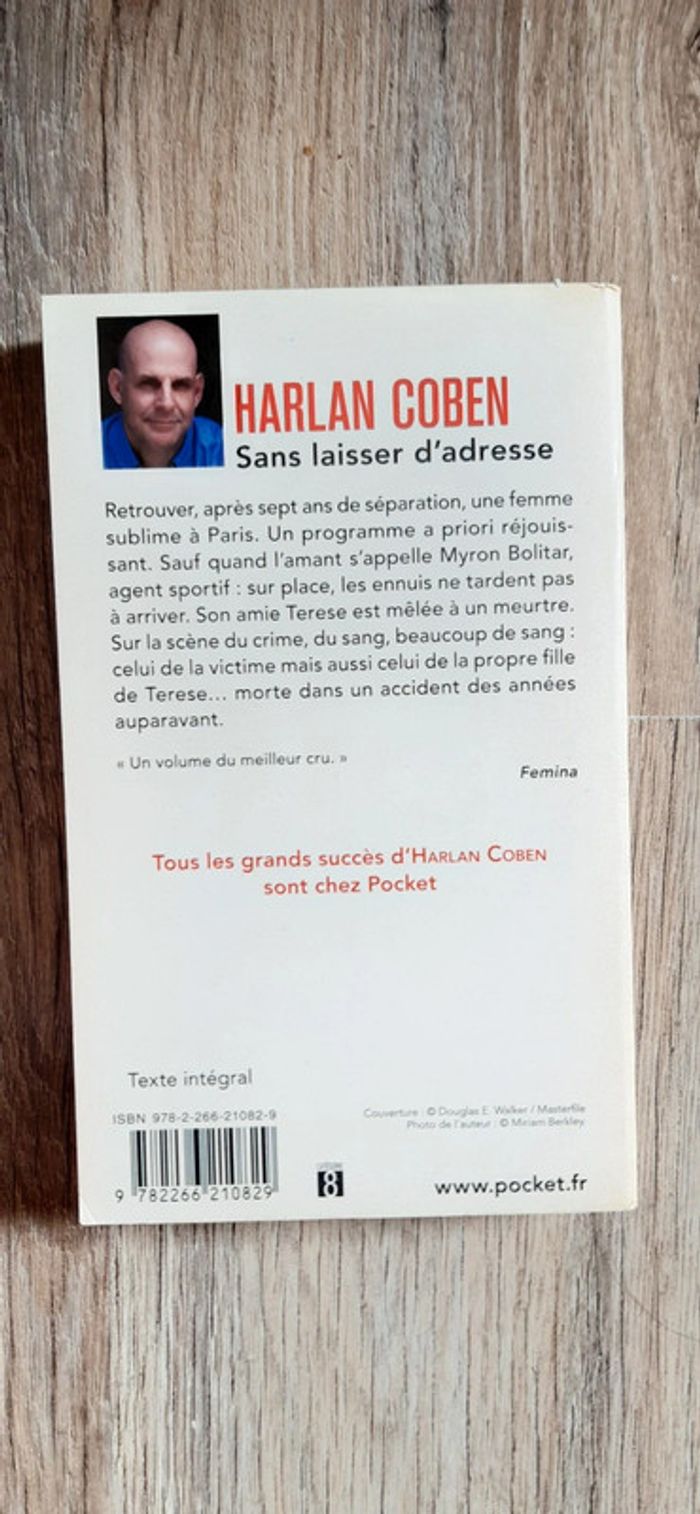 HARLAN COBEN
Sans laisser d'adresse
Retrouver, après sept ans de séparation, une femme
sublime à Paris. Un programme a priori réjouis-
sant. Sauf quand l'amant s'appelle Myron Bolitar,
agent sportif : sur place, les ennuis ne tardent pas
à arriver. Son amie Terese est mêlée à un meurtre.
Sur la scène du crime, du sang, beaucoup de sang :
celui de la victime mais aussi celui de la propre fille
de Terese... morte dans un accident des années
auparavant.
« Un volume du meilleur cru. »
Femina
Tous les grands succès d'HARLAN COBEN
sont chez Pocket
Texte intégral
ISBN 978-2-266-21082-9
Couverture : © Douglas E. Walker / Masterfile
Photo de l'auteur : © Miriam Berkley.
9 782266 210829
8
www.pocket.fr